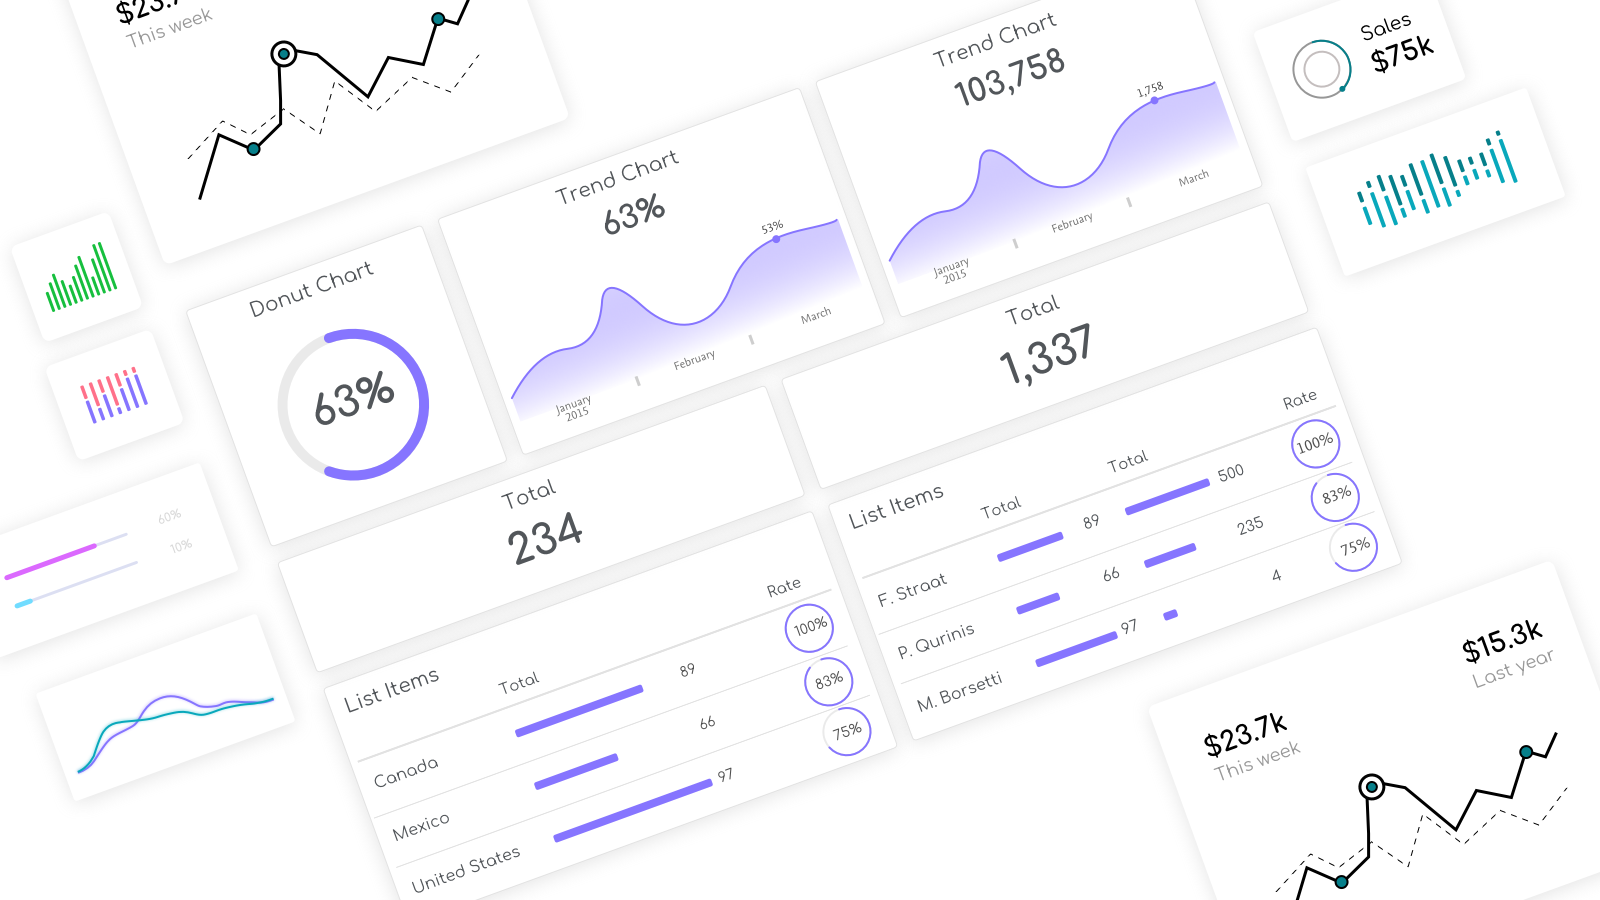 $23.7
This week
Trend Chart
103,758
1,758
January
2015
February
March
Sales
$75k
Trend Chart
63%
53%
January
2015
February
March
Donut Chart
63%
Total
1,337
Total
234
60%
10%
List Items
Total
Total
Rate
F. Straat
89
500
100%
P. Qurinis
66
235
83%
M. Borsetti
97
4
75%
List Items
Total
Rate
Canada
89
100%
Mexico
66
83%
United States
97
75%
$15.3k
Last year
$23.7k
This week